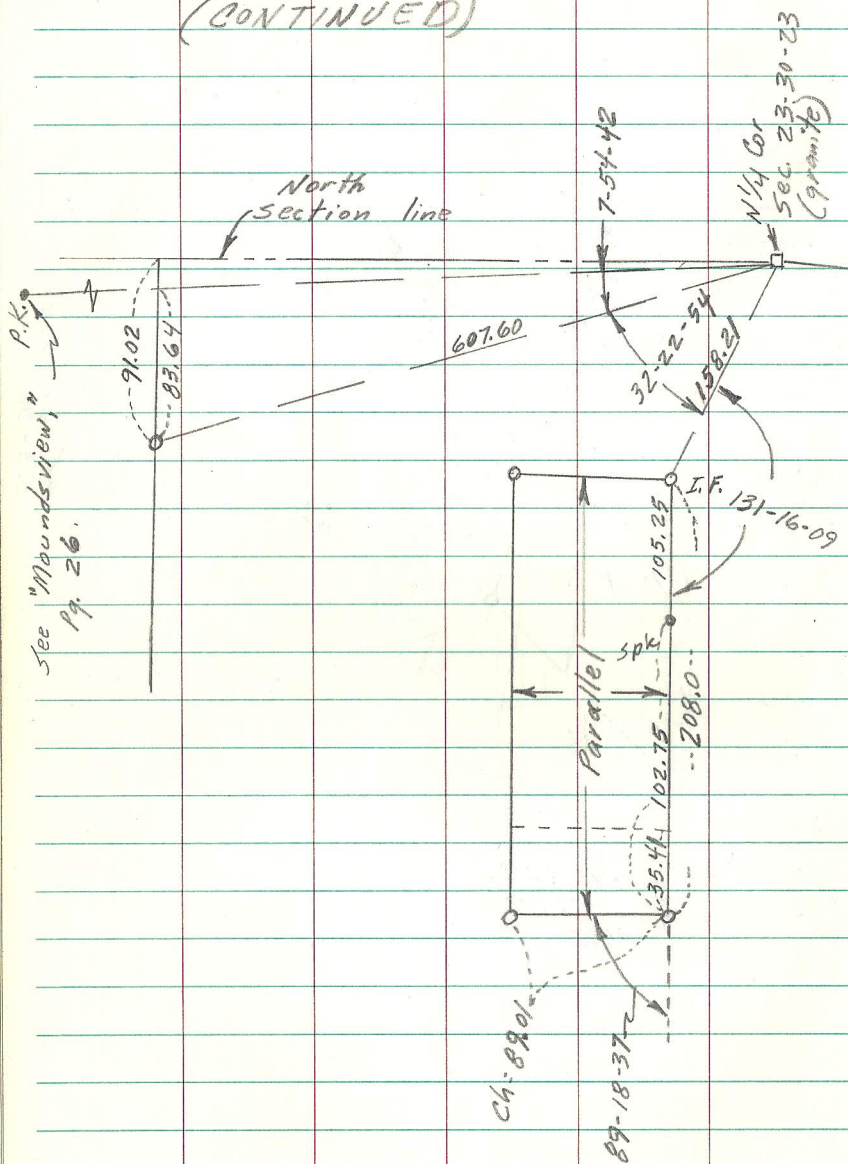 (CONTINUED)
N'1/4 Cor
Sec. 23-30-23
(granite)
7-54-42
North
section line
P.K.
See "Moundsview,"
Pg. 26.
91.02
83.64
607.60
32-22-54
158.21
I.F.
131-16-09
105.25
Spk
Parallel
102.75
208.0
35.41
Ch=89.01
89-18-37